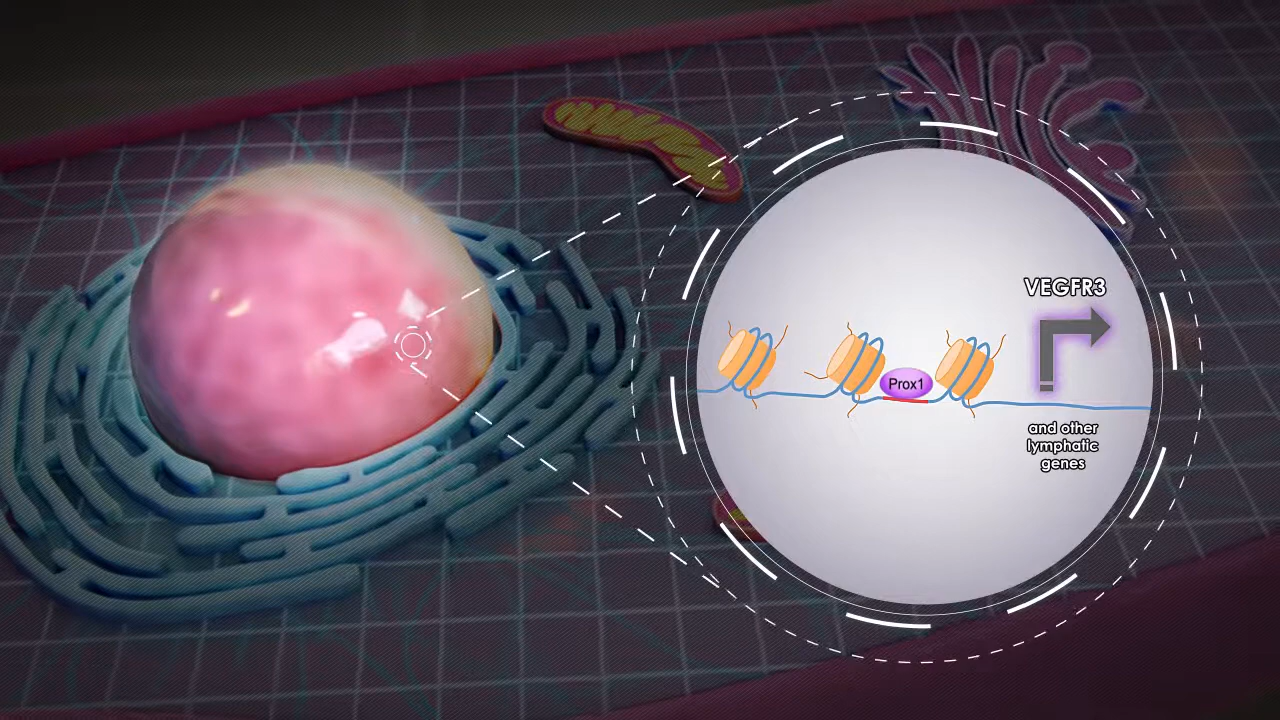 VEGFR3
Prox1
and other
lymphatic
genes